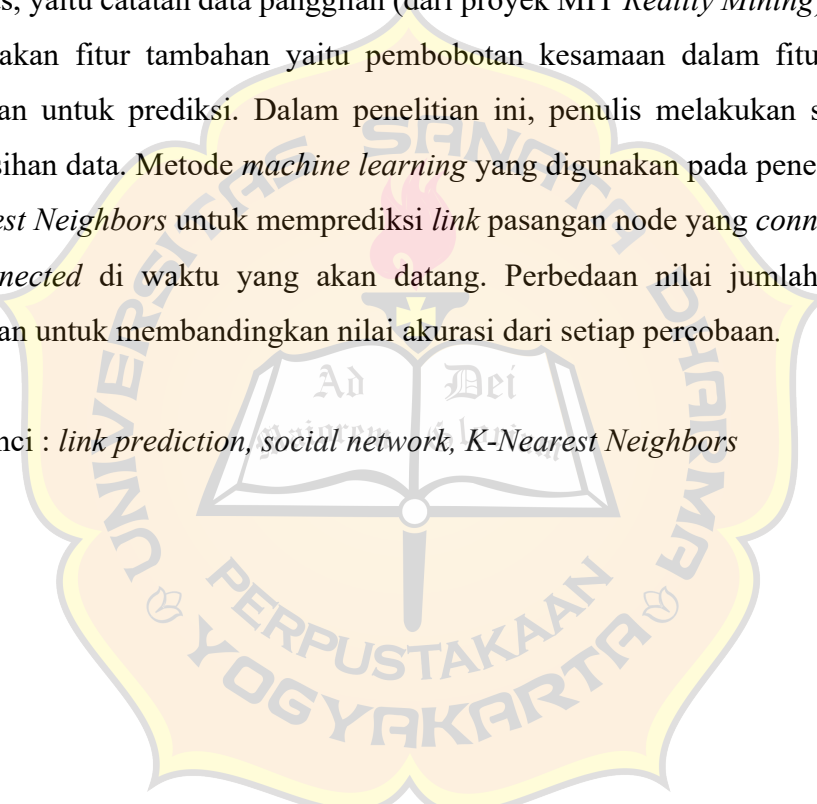 s, yaitu catatan data panggilan (dari proyek MIT Reality Mining)
akan fitur tambahan yaitu pembobotan kesamaan dalam fitu
an untuk prediksi. Dalam penelitian ini, penulis melakukan s
sihan data. Metode machine learning yang digunakan pada pene
est Neighbors untuk memprediksi link pasangan node yang conn
nected di waktu yang akan datang. Perbedaan nilai jumlah
an untuk membandingkan nilai akurasi dari setiap percobaan.
nci : link prediction, social network, K-Nearest Neighbors
UNIVERSITAS SANATA DHARMA
Ad Dei
PERPUSTAKAAN
YOGYAKARTA